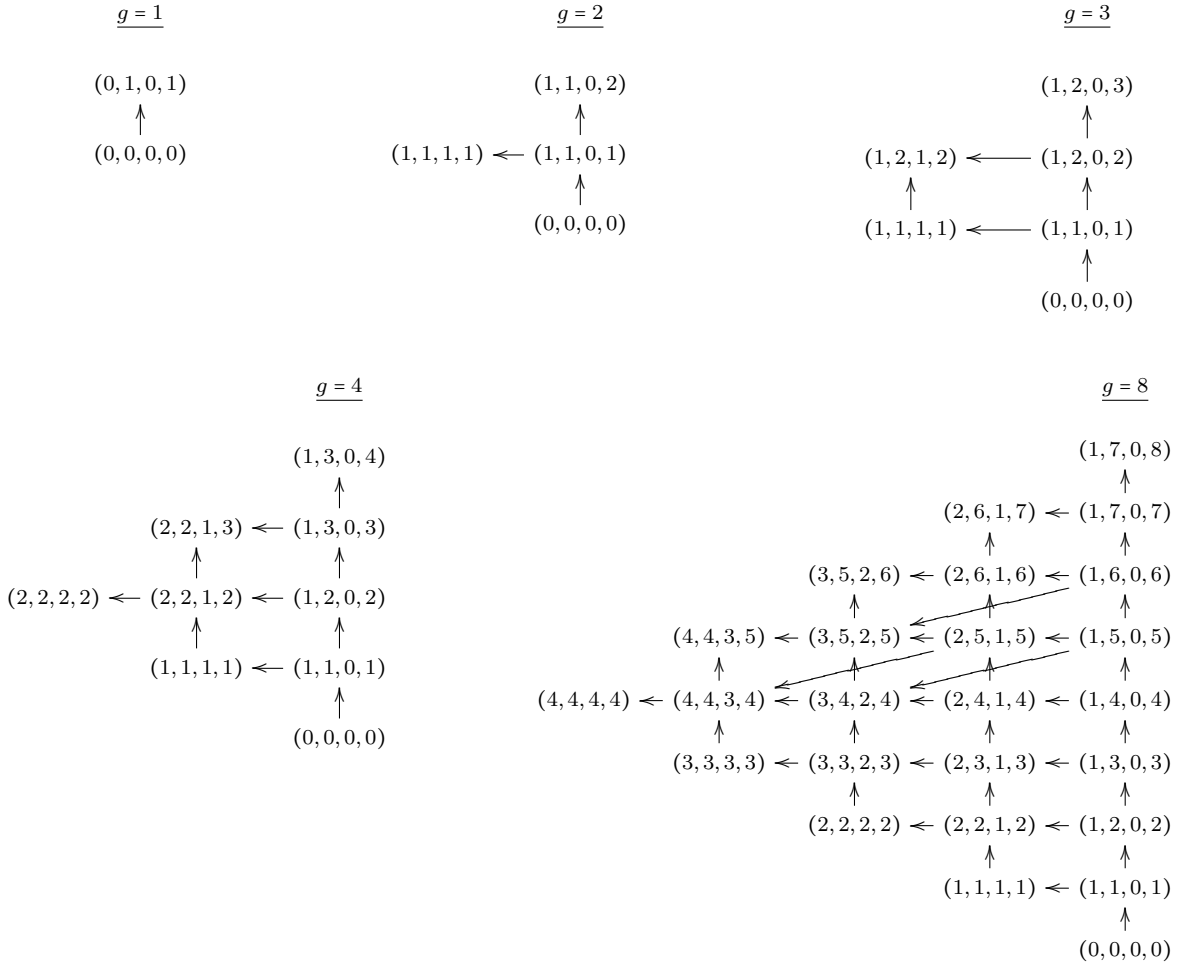 g = 1 g = 2 g = 3
(0, 1, 0, 1) (1, 1, 0, 2) (1, 2, 0, 3)
(0, 0, 0, 0) (1, 1, 1, 1) (1, 1, 0, 1) (1, 2, 1, 2) (1, 2, 0, 2)
(0, 0, 0, 0) (1, 1, 1, 1) (1, 1, 0, 1)
(0, 0, 0, 0)
g = 4 g = 8
(1, 3, 0, 4) (1, 7, 0, 8)
(2, 2, 1, 3) (1, 3, 0, 3) (2, 6, 1, 7) (1, 7, 0, 7)
(2, 2, 2, 2) (2, 2, 1, 2) (1, 2, 0, 2) (3, 5, 2, 6) (2, 6, 1, 6) (1, 6, 0, 6)
(1, 1, 1, 1) (1, 1, 0, 1) (4, 4, 3, 5) (3, 5, 2, 5) (2, 5, 1, 5) (1, 5, 0, 5)
(0, 0, 0, 0) (4, 4, 4, 4) (4, 4, 3, 4) (3, 4, 2, 4) (2, 4, 1, 4) (1, 4, 0, 4)
(3, 3, 3, 3) (3, 3, 2, 3) (2, 3, 1, 3) (1, 3, 0, 3)
(2, 2, 2, 2) (2, 2, 1, 2) (1, 2, 0, 2)
(1, 1, 1, 1) (1, 1, 0, 1)
(0, 0, 0, 0)